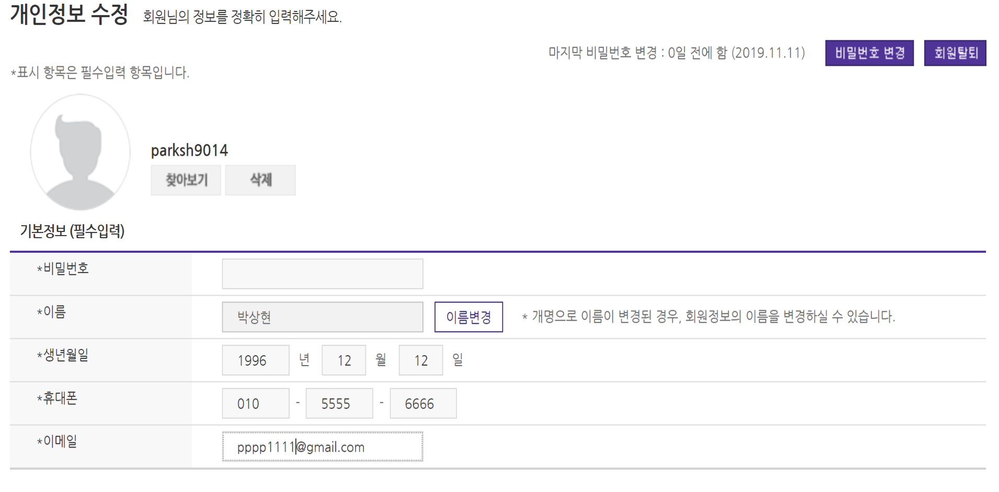 개인정보 수정 회원님의 정보를 정확히 입력해주세요.
마지막 비밀번호 변경 : 0일 전에 함 (2019.11.11) 비밀번호 변경 회원탈퇴
*표시 항목은 필수입력 항목입니다.
parksh9014
찾아보기 삭제
기본정보 (필수입력)
*비밀번호
*이름 박상현 이름변경 * 개명으로 이름이 변경된 경우, 회원정보의 이름을 변경하실 수 있습니다.
*생년월일 1996 년 12 월 12 일
*휴대폰 010 - 5555 - 6666
*이메일 pppp1111@gmail.com